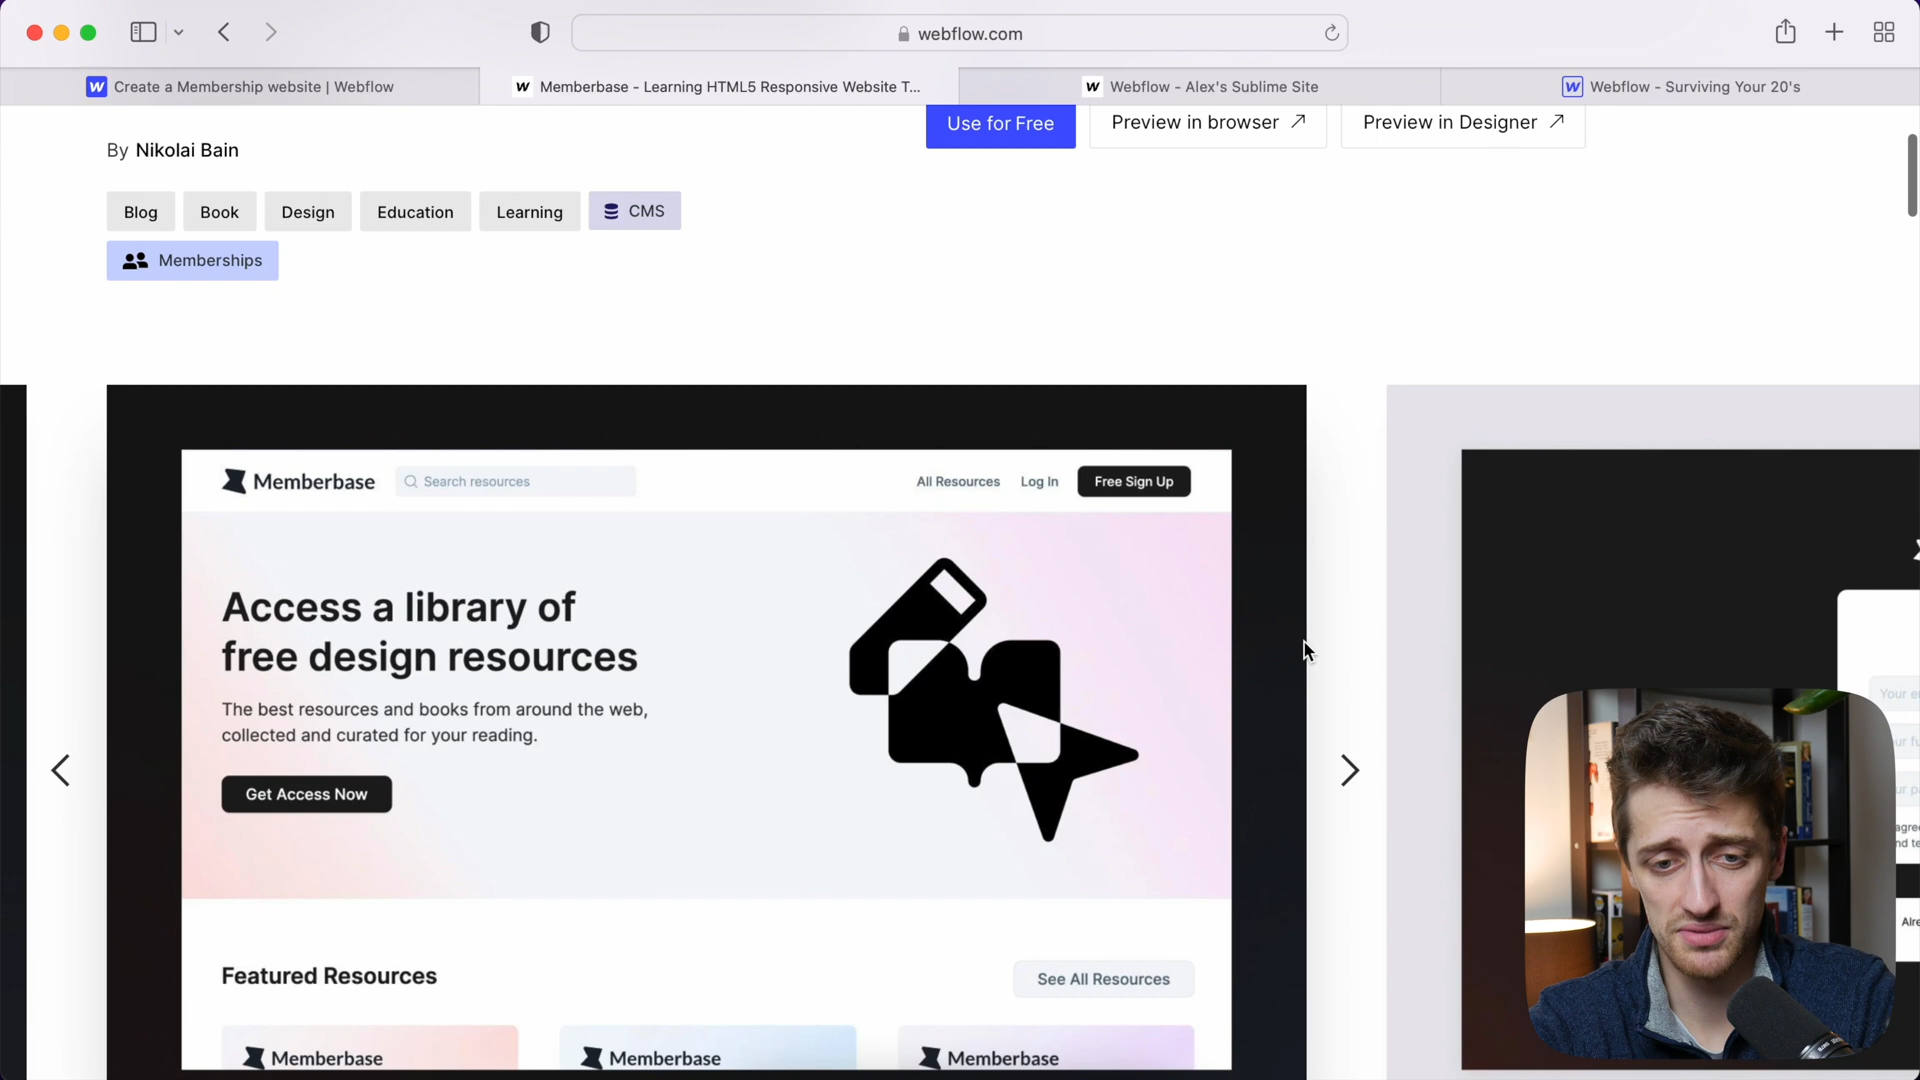 webflow.com
Create a Membership website | Webflow
Memberbase - Learning HTML5 Responsive Website T...
Webflow - Alex's Sublime Site
Webflow - Surviving Your 20's
By Nikolai Bain
Use for Free
Preview in browser
Preview in Designer
Blog
Book
Design
Education
Learning
CMS
Memberships
Memberbase
Search resources
All Resources
Log In
Free Sign Up
Access a library of
free design resources
The best resources and books from around the web,
collected and curated for your reading.
Get Access Now
Featured Resources
See All Resources
Memberbase
Memberbase
Memberbase
Your